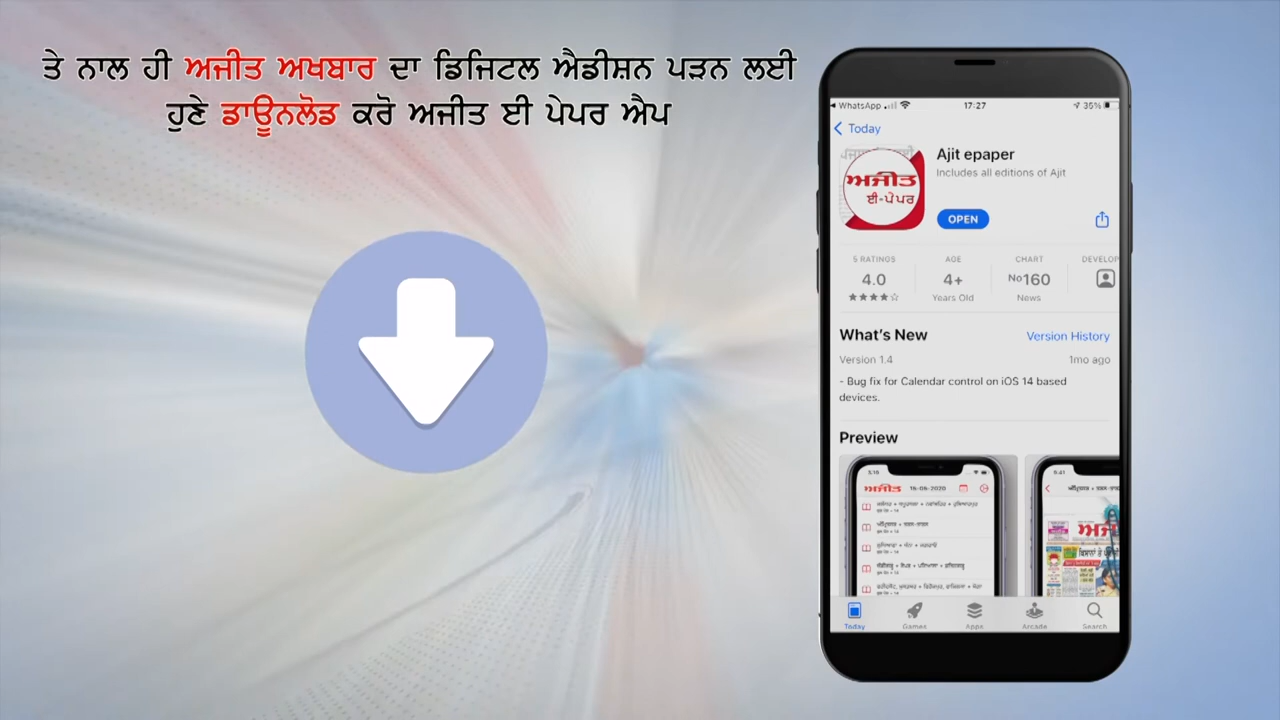 ਤੇ ਨਾਲ ਹੀ ਅਜੀਤ ਅਖਬਾਰ ਦਾ ਡਿਜਿਟਲ ਐਡੀਸ਼ਨ ਪੜਨ ਲਈ
ਹੁਣੇ ਡਾਊਨਲੋਡ ਕਰੋ ਅਜੀਤ ਈ ਪੇਪਰ ਐਪ
WhatsApp 17:27 35%
Today
Ajit epaper
Includes all editions of Ajit
ਅਜੀਤ
ਈ-ਪੇਪਰ
OPEN
5 RATINGS AGE CHART DEVELOP
4.0 4+ No160
Years Old News
What's New Version History
Version 1.4 1mo ago
- Bug fix for Calendar control on iOS 14 based
devices.
Preview
ਅਜੀਤ
Today Games Apps Arcade Search